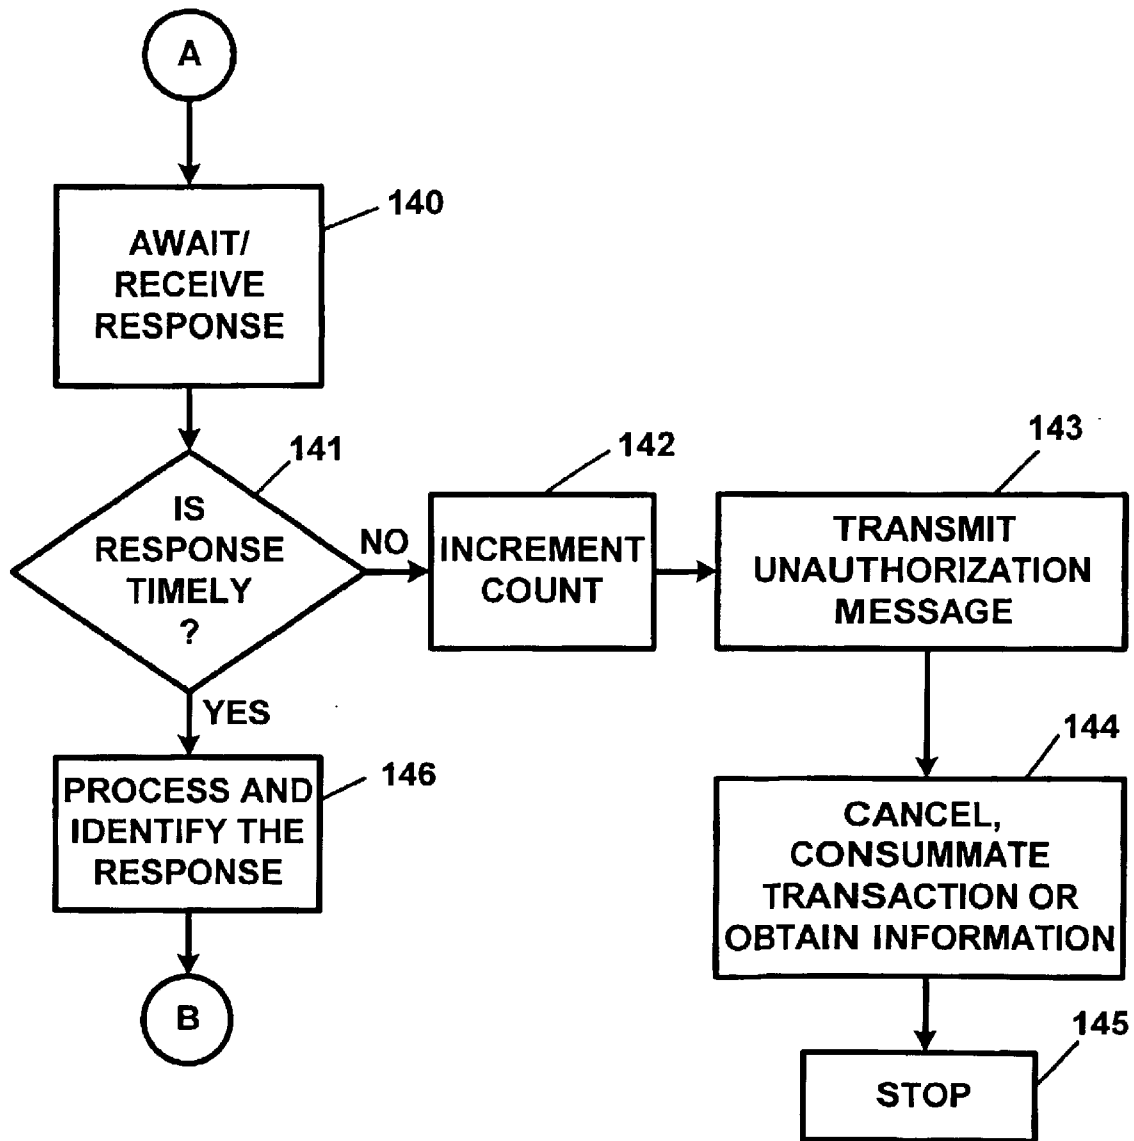 A
140
AWAIT/
RECEIVE
RESPONSE
141
IS
RESPONSE
TIMELY
?
NO
142
INCREMENT
COUNT
143
TRANSMIT
UNAUTHORIZATION
MESSAGE
YES
144
CANCEL,
CONSUMMATE
TRANSACTION OR
OBTAIN INFORMATION
146
PROCESS AND
IDENTIFY THE
RESPONSE
B
145
STOP